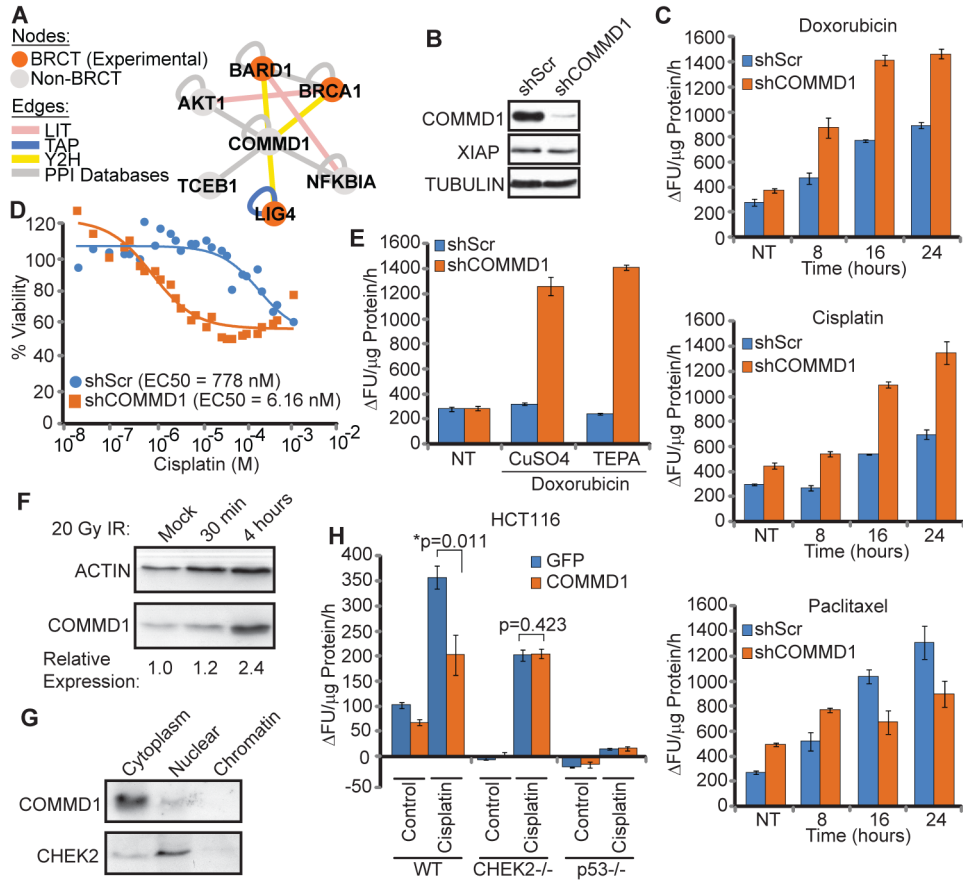 A
Nodes:
BRCT (Experimental)
Non-BRCT
Edges:
LIT
TAP
Y2H
PPI Databases
BARD1
BRCA1
AKT1
COMMD1
TCEB1
NFKBIA
LIG4
B
shScr
shCOMMD1
COMMD1
XIAP
TUBULIN
C
Doxorubicin
ΔFU/µg Protein/h
1600
1400
1200
1000
800
600
400
200
0
shScr
shCOMMD1
NT 8 16 24
Time (hours)
Cisplatin
ΔFU/µg Protein/h
1600
1400
1200
1000
800
600
400
200
0
shScr
shCOMMD1
NT 8 16 24
Time (hours)
Paclitaxel
ΔFU/µg Protein/h
1600
1400
1200
1000
800
600
400
200
0
shScr
shCOMMD1
NT 8 16 24
Time (hours)
D
% Viability
120
100
80
60
40
20
0
shScr (EC50 = 778 nM)
shCOMMD1 (EC50 = 6.16 nM)
10-8 10-7 10-6 10-5 10-4 10-3 10-2
Cisplatin (M)
E
ΔFU/µg Protein/h
1600
1400
1200
1000
800
600
400
200
0
shScr
shCOMMD1
NT CuSO4 TEPA
Doxorubicin
F
20 Gy IR: Mock 30 min 4 hours
ACTIN
COMMD1
Relative
Expression: 1.0 1.2 2.4
G
Cytoplasm Nuclear Chromatin
COMMD1
CHEK2
H
HCT116
ΔFU/µg Protein/h
400
350
300
250
200
150
100
50
0
-50
*p=0.011
p=0.423
GFP
COMMD1
Control Cisplatin Control Cisplatin Control Cisplatin
WT CHEK2-/- p53-/-